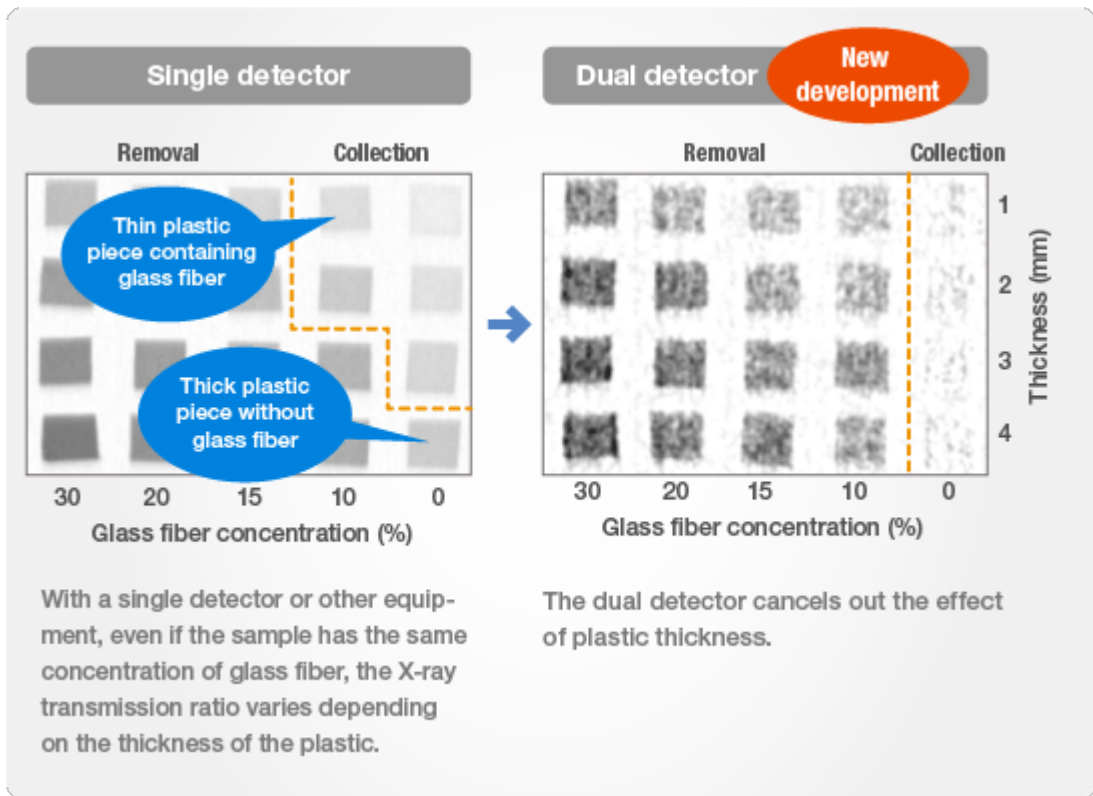 Single detector
Dual detector
New
development
Removal
Collection
Thin plastic
piece containing
glass fiber
Thick plastic
piece without
glass fiber
30
20
15
10
0
Glass fiber concentration (%)
Removal
Collection
1
2
3
4
Thickness (mm)
30
20
15
10
0
Glass fiber concentration (%)
With a single detector or other equip-
ment, even if the sample has the same
concentration of glass fiber, the X-ray
transmission ratio varies depending
on the thickness of the plastic.
The dual detector cancels out the effect
of plastic thickness.